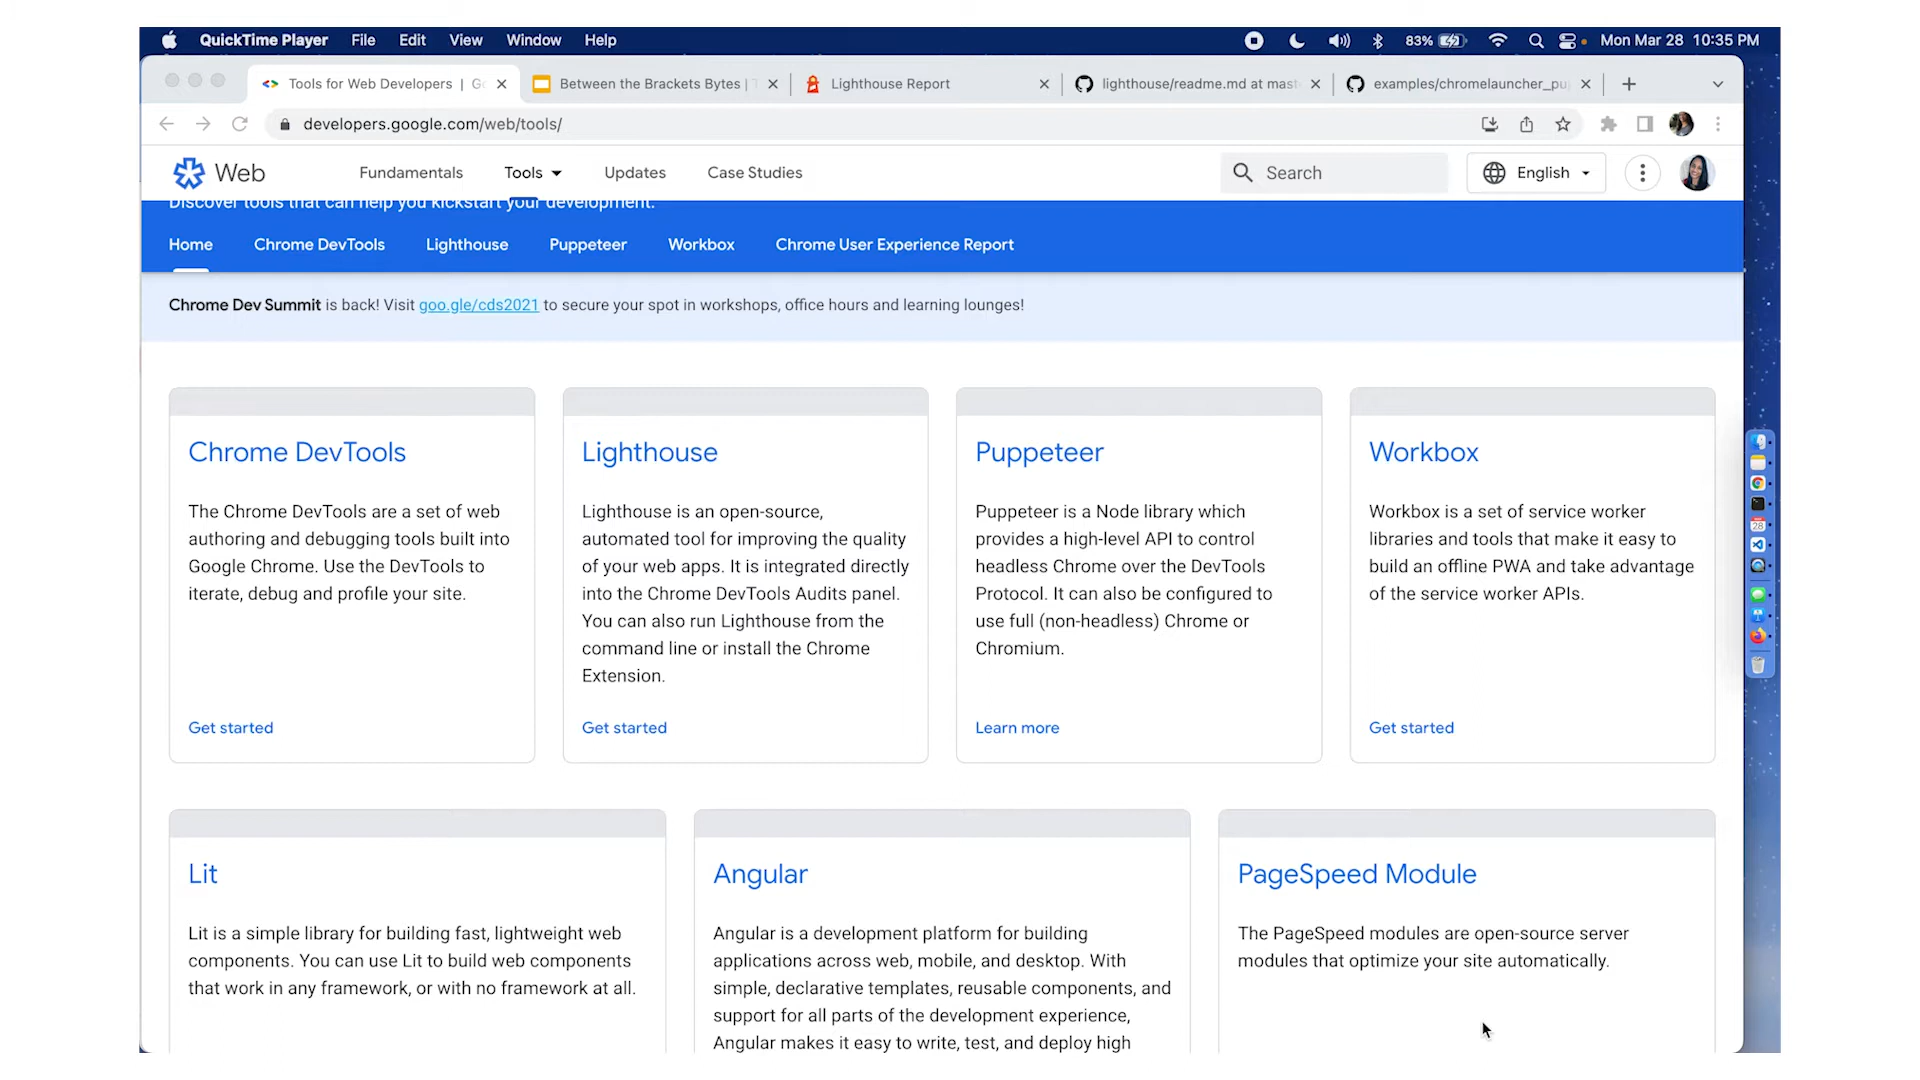 QuickTime Player File Edit View Window Help 83% Mon Mar 28 10:35 PM
Tools for Web Developers | Go Between the Brackets Bytes | T Lighthouse Report lighthouse/readme.md at mast examples/chromelauncher_pup
developers.google.com/web/tools/
Web Fundamentals Tools Updates Case Studies Search English
Discover tools that can help you kickstart your development.
Home Chrome DevTools Lighthouse Puppeteer Workbox Chrome User Experience Report
Chrome Dev Summit is back! Visit goo.gle/cds2021 to secure your spot in workshops, office hours and learning lounges!
Chrome DevTools
The Chrome DevTools are a set of web
authoring and debugging tools built into
Google Chrome. Use the DevTools to
iterate, debug and profile your site.
Get started
Lighthouse
Lighthouse is an open-source,
automated tool for improving the quality
of your web apps. It is integrated directly
into the Chrome DevTools Audits panel.
You can also run Lighthouse from the
command line or install the Chrome
Extension.
Get started
Puppeteer
Puppeteer is a Node library which
provides a high-level API to control
headless Chrome over the DevTools
Protocol. It can also be configured to
use full (non-headless) Chrome or
Chromium.
Learn more
Workbox
Workbox is a set of service worker
libraries and tools that make it easy to
build an offline PWA and take advantage
of the service worker APIs.
Get started
Lit
Lit is a simple library for building fast, lightweight web
components. You can use Lit to build web components
that work in any framework, or with no framework at all.
Angular
Angular is a development platform for building
applications across web, mobile, and desktop. With
simple, declarative templates, reusable components, and
support for all parts of the development experience,
Angular makes it easy to write, test, and deploy high
PageSpeed Module
The PageSpeed modules are open-source server
modules that optimize your site automatically.